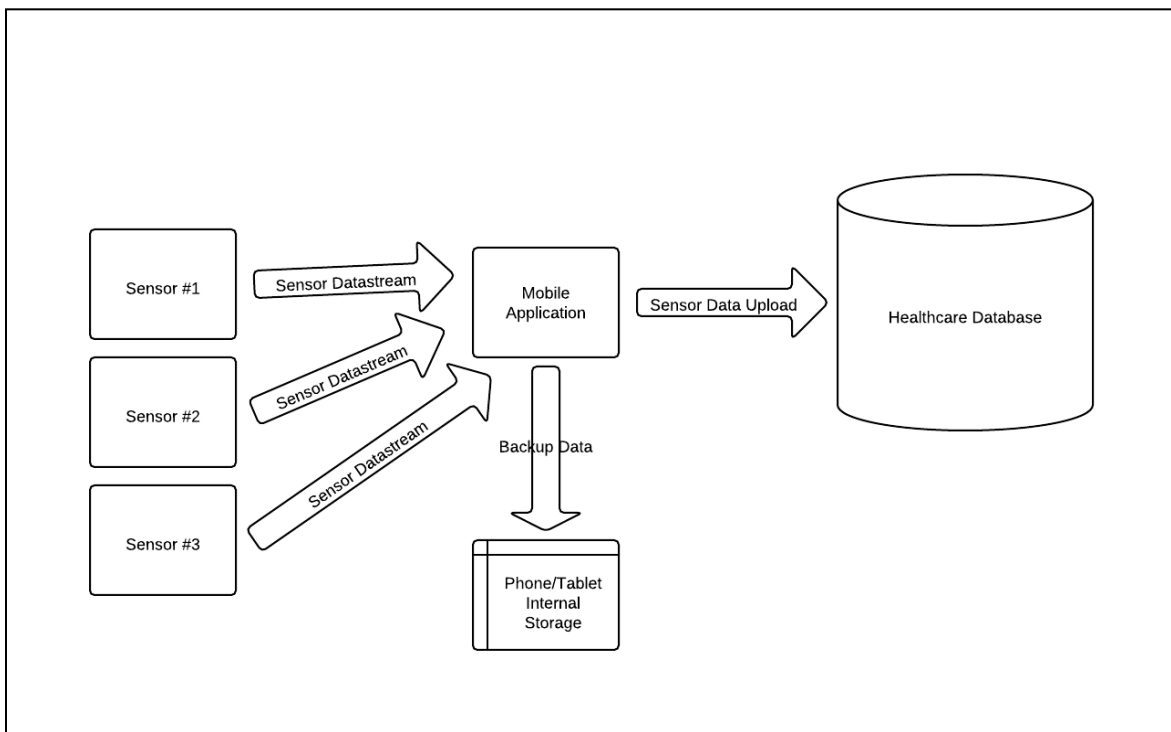 Sensor #1
Sensor Datastream
Mobile
Application
Sensor Data Upload
Healthcare Database
Sensor #2
Sensor Datastream
Sensor #3
Sensor Datastream
Backup Data
Phone/Tablet
Internal
Storage